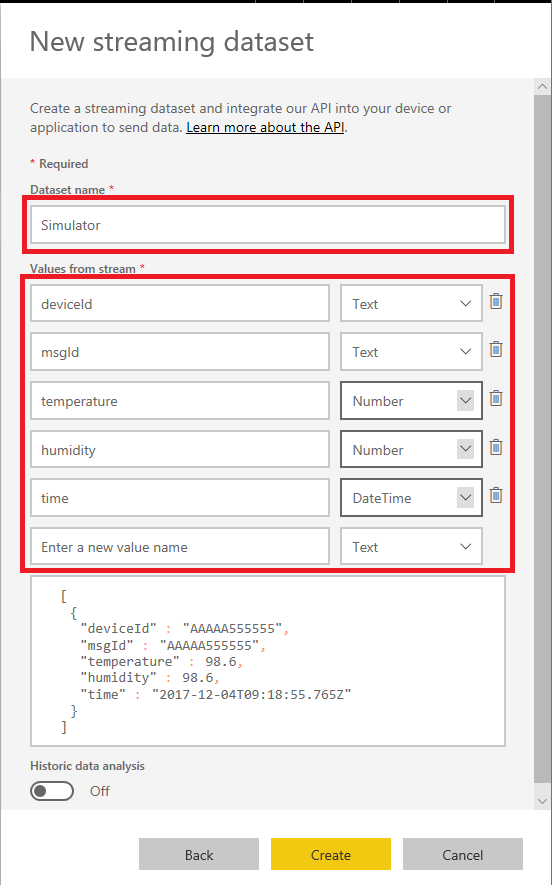 New streaming dataset
Create a streaming dataset and integrate our API into your device or
application to send data. Learn more about the API.
* Required
Dataset name *
Simulator
Values from stream *
deviceId Text
msgId Text
temperature Number
humidity Number
time DateTime
Enter a new value name Text
[
{
"deviceId" : "AAAAA555555",
"msgId" : "AAAAA555555",
"temperature" : 98.6,
"humidity" : 98.6,
"time" : "2017-12-04T09:18:55.765Z"
}
]
Historic data analysis
Off
Back Create Cancel